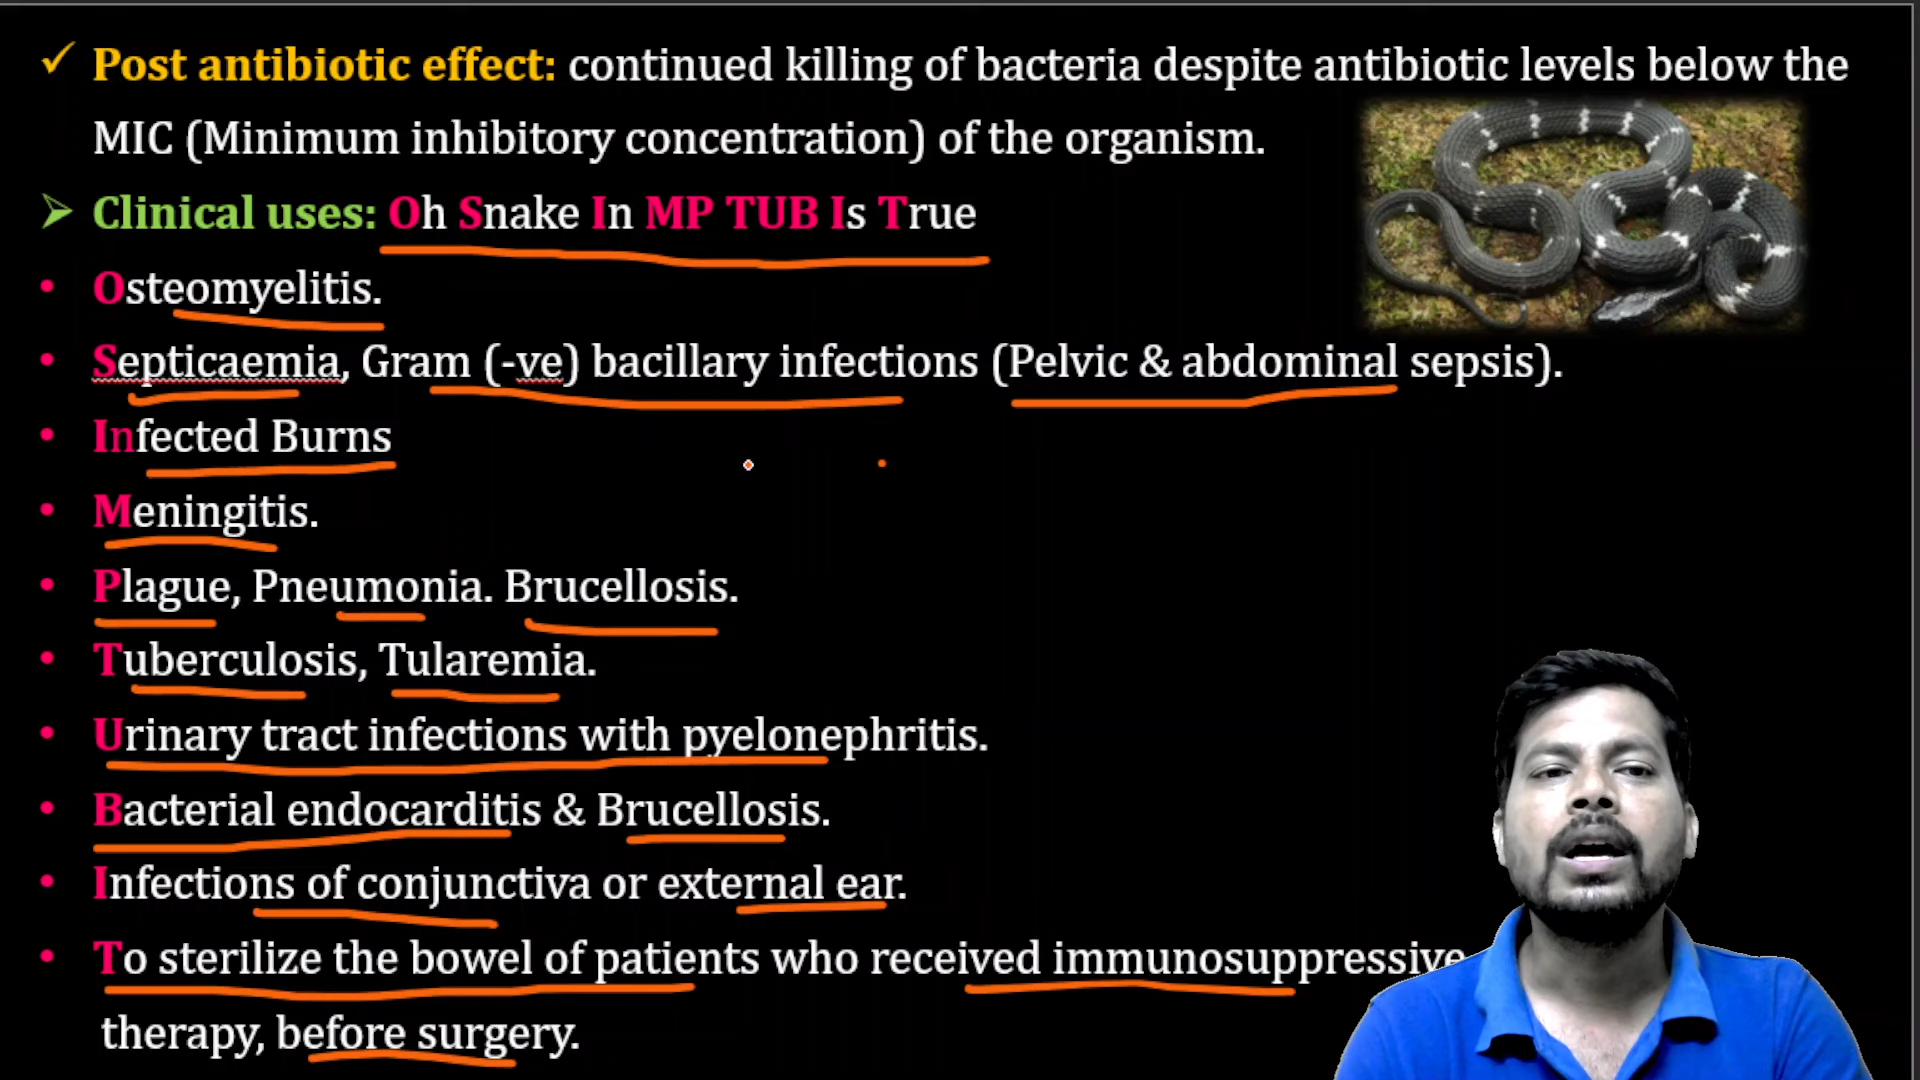 ✓ Post antibiotic effect: continued killing of bacteria despite antibiotic levels below the
MIC (Minimum inhibitory concentration) of the organism.
➢ Clinical uses: Oh Snake In MP TUB Is True
• Osteomyelitis.
• Septicaemia, Gram (-ve) bacillary infections (Pelvic & abdominal sepsis).
• Infected Burns
• Meningitis.
• Plague, Pneumonia. Brucellosis.
• Tuberculosis, Tularemia.
• Urinary tract infections with pyelonephritis.
• Bacterial endocarditis & Brucellosis.
• Infections of conjunctiva or external ear.
• To sterilize the bowel of patients who received immunosuppressive
therapy, before surgery.